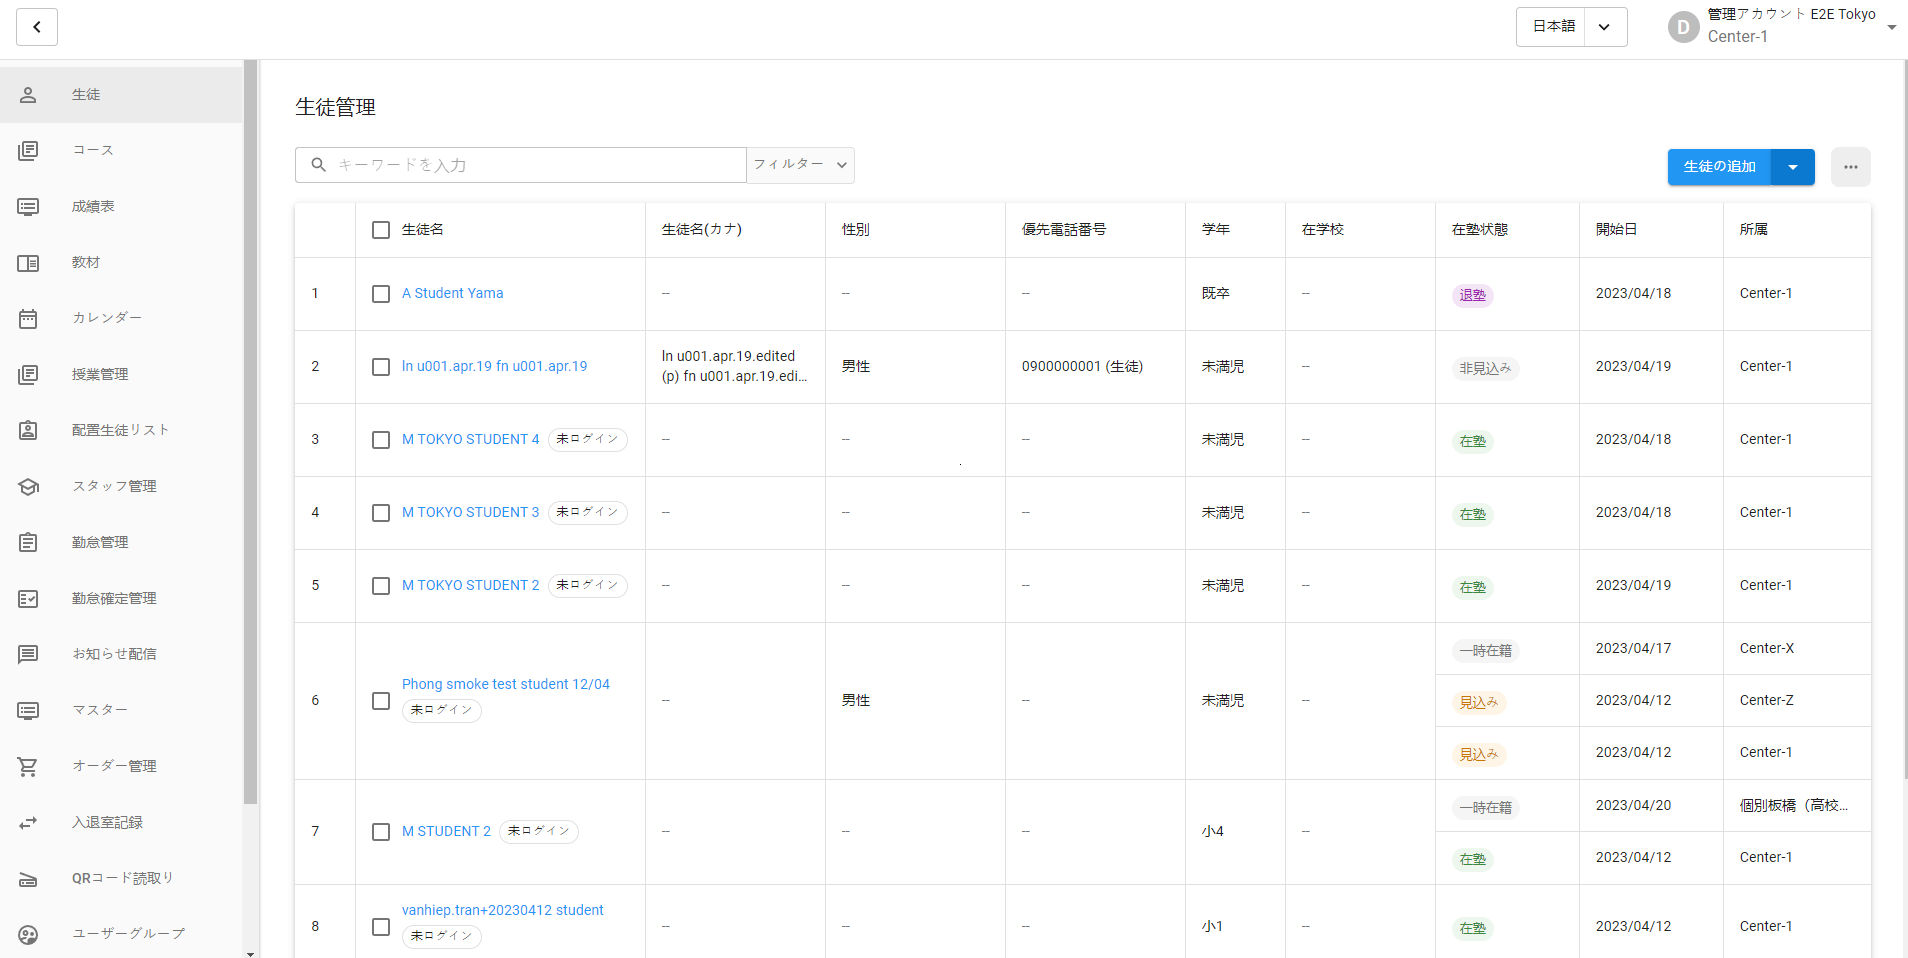 日本語
D
管理アカウント E2E Tokyo
Center-1
生徒
コース
成績表
教材
カレンダー
授業管理
配置生徒リスト
スタッフ管理
勤怠管理
勤怠確定管理
お知らせ配信
マスター
オーダー管理
入退室記録
QRコード読取り
ユーザーグループ
生徒管理
キーワードを入力
フィルター
生徒の追加
生徒名 生徒名(カナ) 性別 優先電話番号 学年 在学校 在塾状態 開始日 所属
1 A Student Yama -- -- -- 既卒 -- 退塾 2023/04/18 Center-1
2 ln u001.apr.19 fn u001.apr.19 ln u001.apr.19.edited
(p) fn u001.apr.19.edi... 男性 0900000001 (生徒) 未満児 -- 非見込み 2023/04/19 Center-1
3 M TOKYO STUDENT 4 未ログイン -- -- -- 未満児 -- 在塾 2023/04/18 Center-1
4 M TOKYO STUDENT 3 未ログイン -- -- -- 未満児 -- 在塾 2023/04/18 Center-1
5 M TOKYO STUDENT 2 未ログイン -- -- -- 未満児 -- 在塾 2023/04/19 Center-1
6 Phong smoke test student 12/04
未ログイン -- 男性 -- 未満児 --
一時在籍 2023/04/17 Center-X
見込み 2023/04/12 Center-Z
見込み 2023/04/12 Center-1
7 M STUDENT 2 未ログイン -- -- -- 小4 --
一時在籍 2023/04/20 個別板橋（高校...
在塾 2023/04/12 Center-1
8 vanhiep.tran+20230412 student
未ログイン -- -- -- 小1 -- 在塾 2023/04/12 Center-1